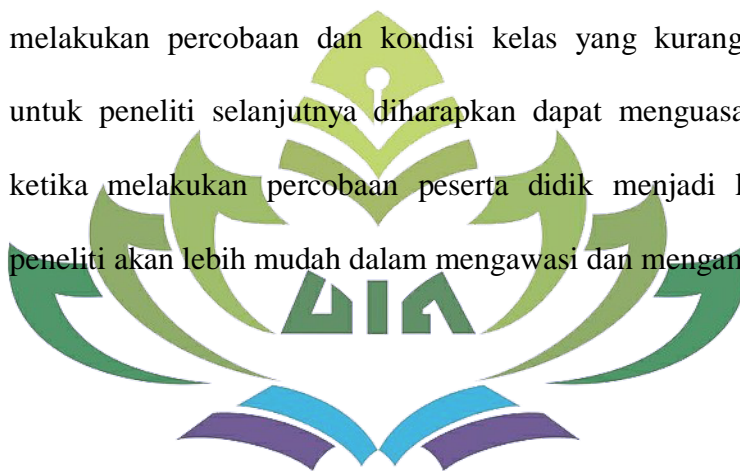 melakukan percobaan dan kondisi kelas yang kurang
untuk peneliti selanjutnya diharapkan dapat menguasa
ketika melakukan percobaan peserta didik menjadi
peneliti akan lebih mudah dalam mengawasi dan mengan
UIN